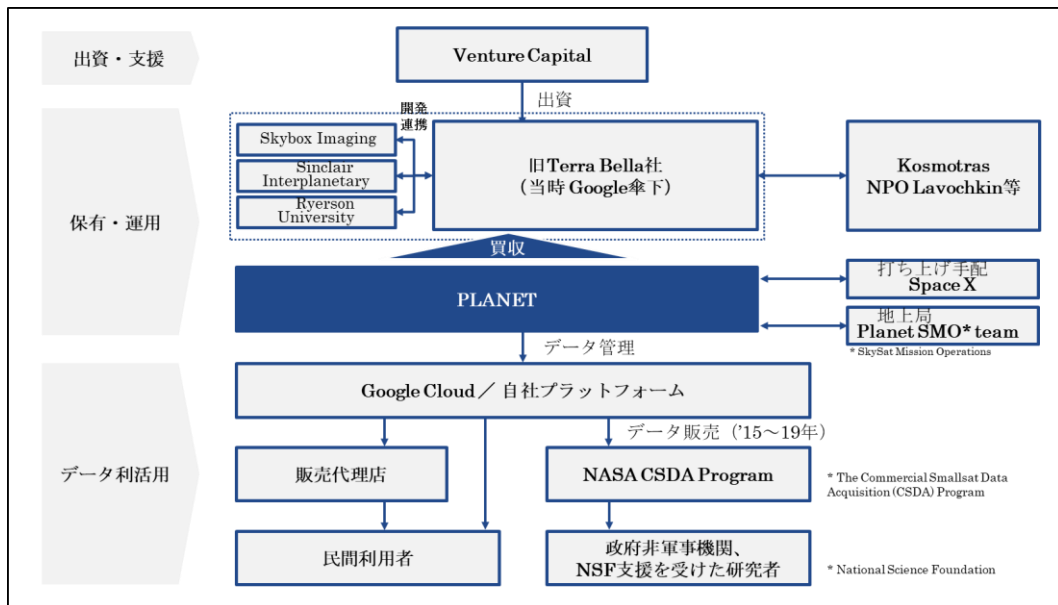 出資・支援
Venture Capital
出資
保有・運用
開発
連携
Skybox Imaging
Sinclair
Interplanetary
Ryerson
University
旧Terra Bella社
（当時 Google傘下）
Kosmotras
NPO Lavochkin等
買収
PLANET
打ち上げ手配
Space X
地上局
Planet SMO* team
* SkySat Mission Operations
データ管理
データ利活用
Google Cloud／自社プラットフォーム
データ販売（’15～19年）
販売代理店
NASA CSDA Program
* The Commercial Smallsat Data
Acquisition (CSDA) Program
民間利用者
政府非軍事機関、
NSF支援を受けた研究者
* National Science Foundation